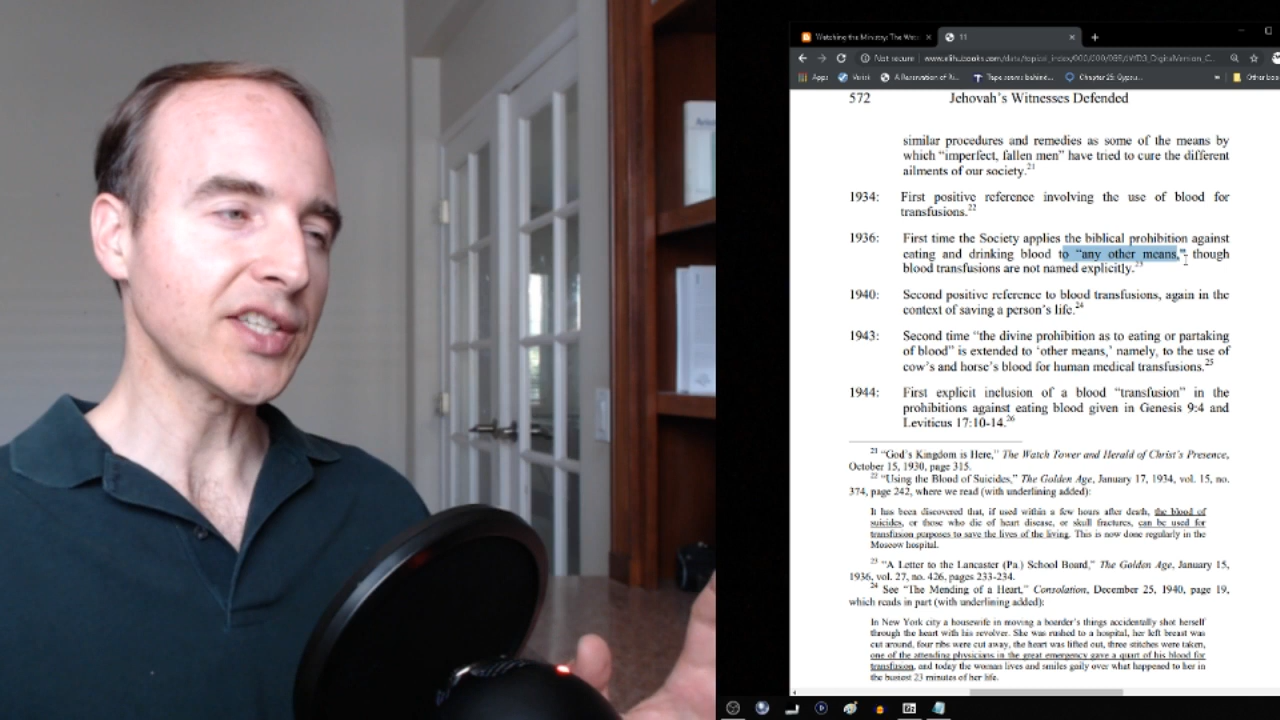 Watching the Ministry: The Wat
11
Not secure
Apps
A Reservation of Ri...
Tape seems behind...
Other boo
572 Jehovah's Witnesses Defended
similar procedures and remedies as some of the means by
which “imperfect, fallen men” have tried to cure the different
ailments of our society.21
1934: First positive reference involving the use of blood for
transfusions.22
1936: First time the Society applies the biblical prohibition against
eating and drinking blood to “any other means,” though
blood transfusions are not named explicitly.23
1940: Second positive reference to blood transfusions, again in the
context of saving a person's life.24
1943: Second time “the divine prohibition as to eating or partaking
of blood” is extended to ‘other means,’ namely, to the use of
cow's and horse's blood for human medical transfusions.25
1944: First explicit inclusion of a blood “transfusion” in the
prohibitions against eating blood given in Genesis 9:4 and
Leviticus 17:10-14.26
21 “God's Kingdom is Here,” The Watch Tower and Herald of Christ's Presence,
October 15, 1930, page 315.
22 “Using the Blood of Suicides,” The Golden Age, January 17, 1934, vol. 15, no.
374, page 242, where we read (with underlining added):
It has been discovered that, if used within a few hours after death, the blood of
suicides, or those who die of heart disease, or skull fractures, can be used for
transfusion purposes to save the lives of the living. This is now done regularly in the
Moscow hospital.
23 “A Letter to the Lancaster (Pa.) School Board,” The Golden Age, January 15,
1936, vol. 27, no. 426, pages 233-234.
24 See “The Mending of a Heart,” Consolation, December 25, 1940, page 19,
which reads in part (with underlining added):
In New York city a housewife in moving a boarder's things accidentally shot herself
through the heart with his revolver. She was rushed to a hospital, her left breast was
cut around, four ribs were cut away, the heart was lifted out, three stitches were taken,
one of the attending physicians in the great emergency gave a quart of his blood for
transfusion, and today the woman lives and smiles gaily over what happened to her in
the busiest 23 minutes of her life.